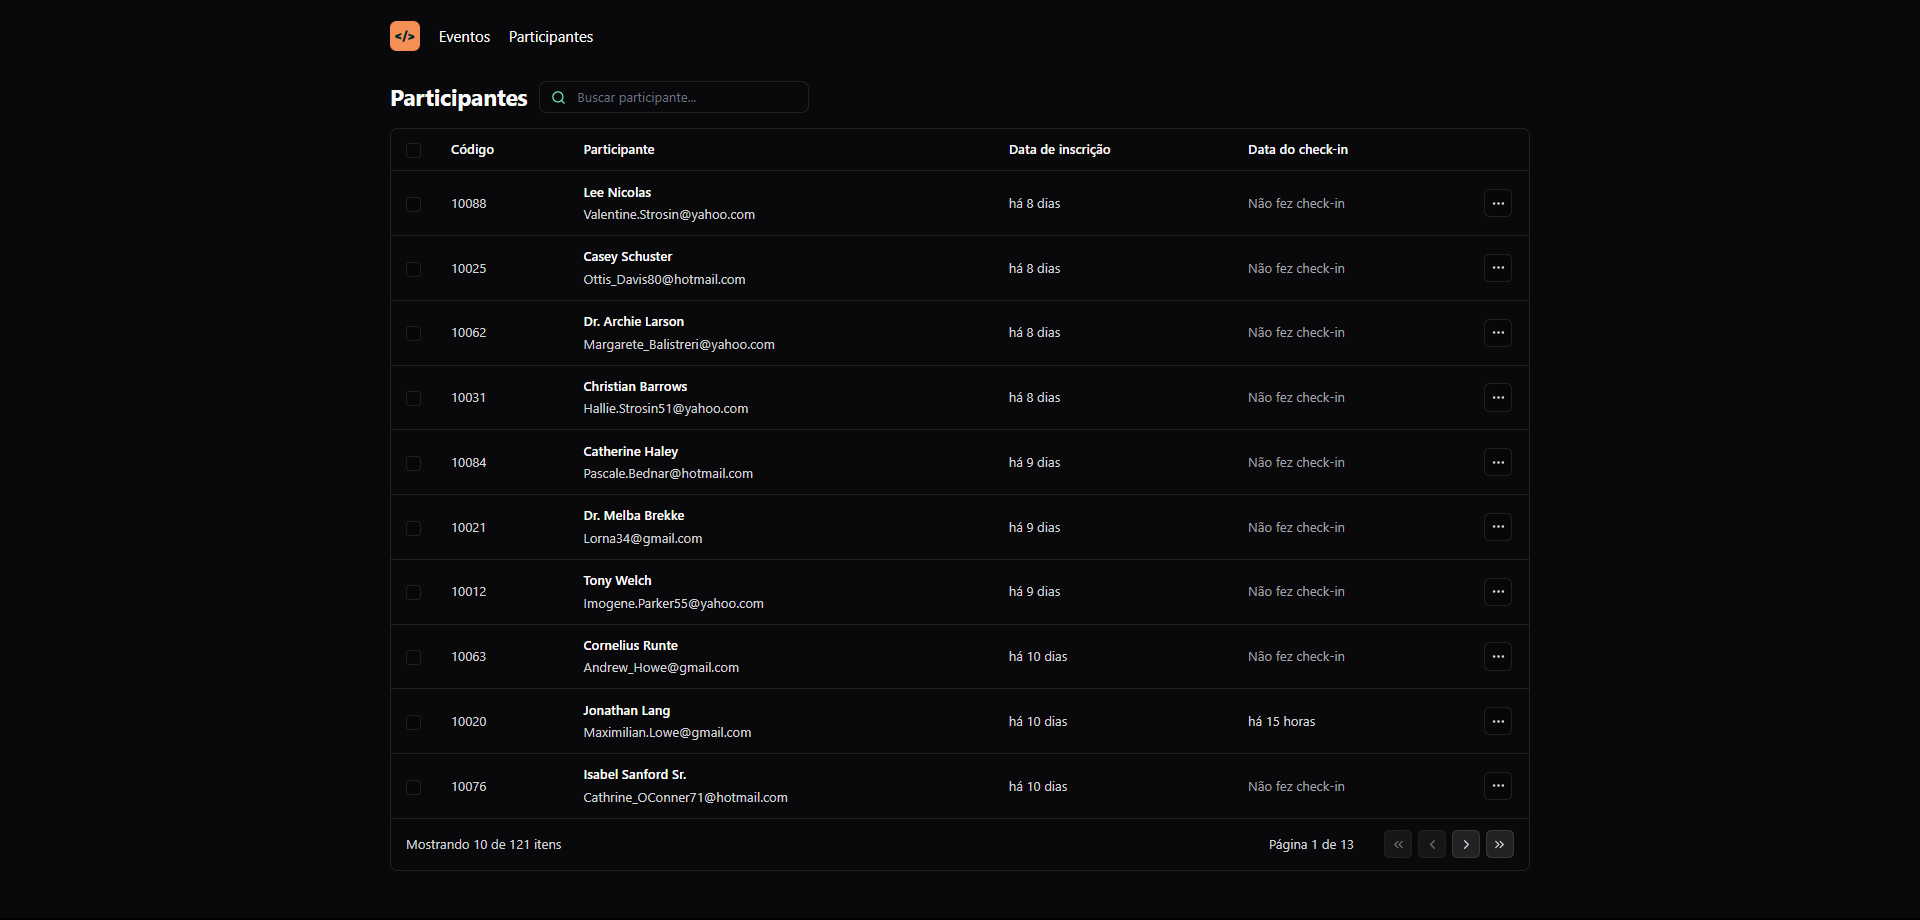 </> Eventos Participantes
Participantes Buscar participante...
Código Participante Data de inscrição Data do check-in
Lee Nicolas
10088 há 8 dias Não fez check-in
Valentine.Strosin@yahoo.com
Casey Schuster
10025 há 8 dias Não fez check-in
Ottis_Davis80@hotmail.com
Dr. Archie Larson
10062 há 8 dias Não fez check-in
Margarete_Balistreri@yahoo.com
Christian Barrows
10031 há 8 dias Não fez check-in
Hallie.Strosin51@yahoo.com
Catherine Haley
10084 há 9 dias Não fez check-in
Pascale.Bednar@hotmail.com
Dr. Melba Brekke
10021 há 9 dias Não fez check-in
Lorna34@gmail.com
Tony Welch
10012 há 9 dias Não fez check-in
Imogene.Parker55@yahoo.com
Cornelius Runte
10063 há 10 dias Não fez check-in
Andrew_Howe@gmail.com
Jonathan Lang
10020 há 10 dias há 15 horas
Maximilian.Lowe@gmail.com
Isabel Sanford Sr.
10076 há 10 dias Não fez check-in
Cathrine_OConner71@hotmail.com
Mostrando 10 de 121 itens Página 1 de 13